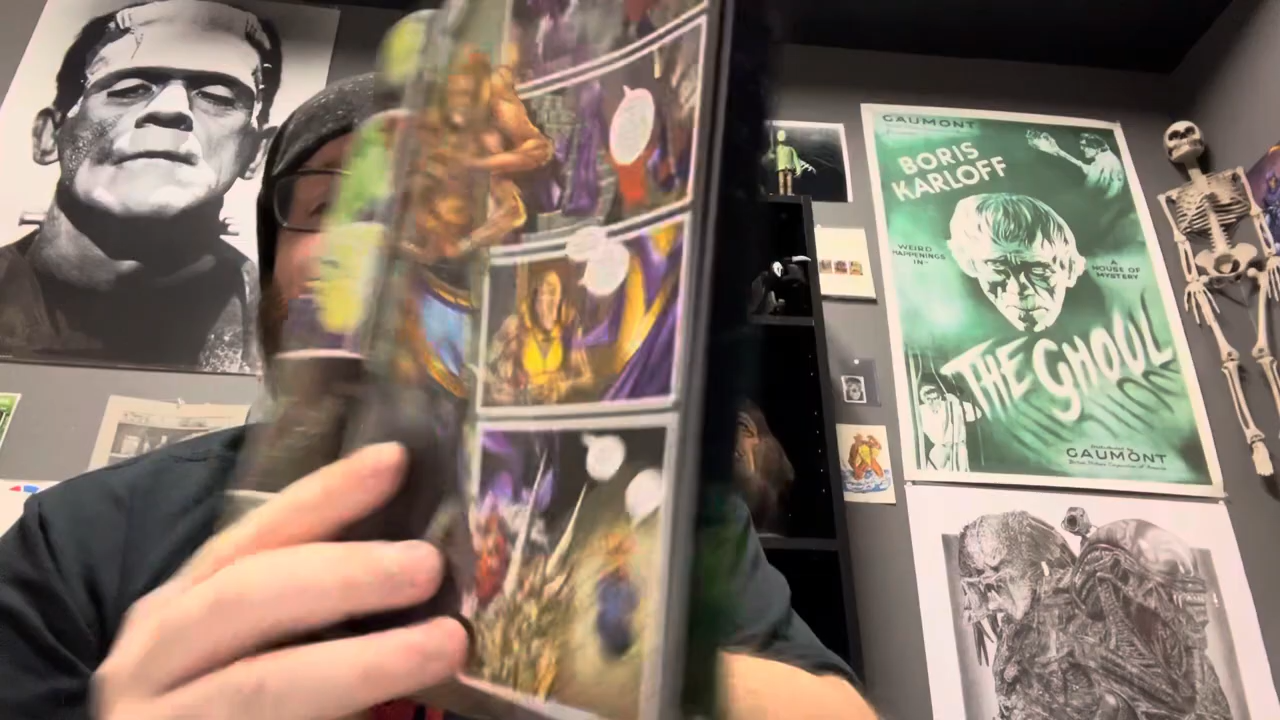 GAUMONT
BORIS
KARLOFF
WEIRD
HAPPENINGS
IN
A
HOUSE OF
MYSTERY
THE GHOUL
GAUMONT